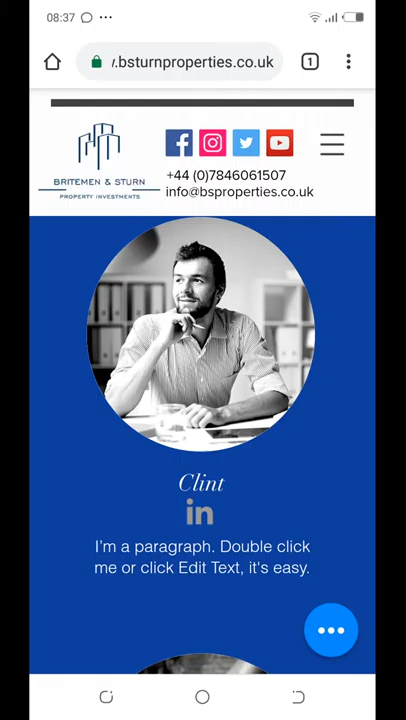 08:37
.bsturnproperties.co.uk
1
BRITEMEN & STURN
PROPERTY INVESTMENTS
+44 (0)7846061507
info@bsproperties.co.uk
Clint
in
I'm a paragraph. Double click
me or click Edit Text, it's easy.